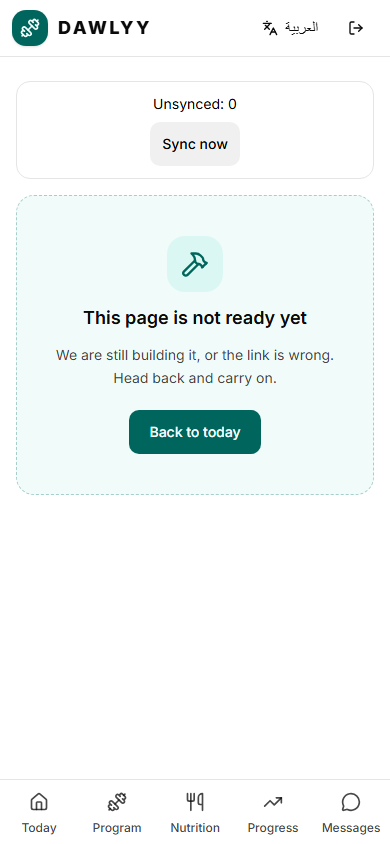 DAWLYY
العربية
Unsynced: 0
Sync now
This page is not ready yet
We are still building it, or the link is wrong.
Head back and carry on.
Back to today
Today
Program
Nutrition
Progress
Messages